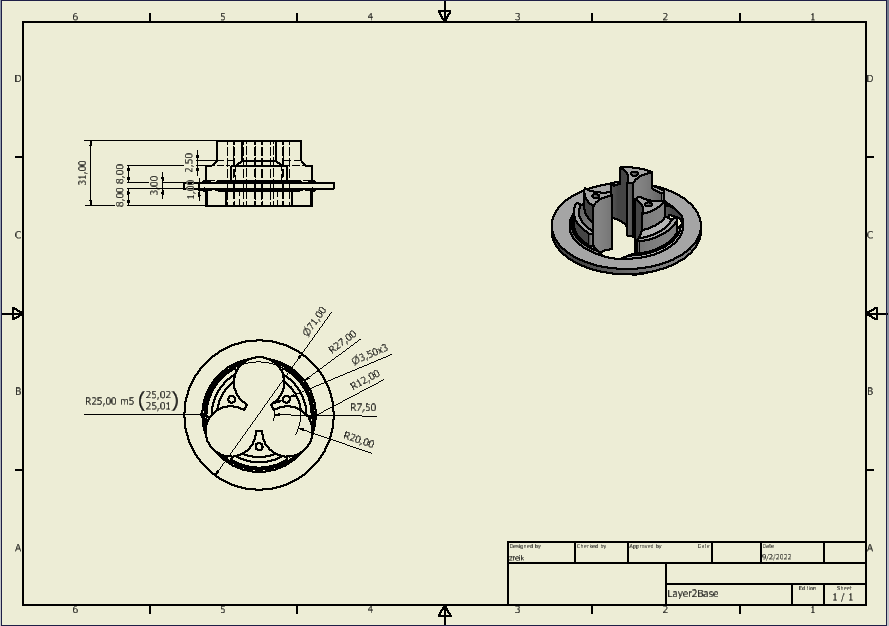 6 5 4 3 2 1
D D
31,00
8,00 8,00
3,00
2,50
1,00
C C
Ø71,00
R27,00
Ø3,50x3
R12,00
R25,00 m5 (25,02
25,01)
R7,50
R20,00
B B
A A
Designed by Checked by Approved by Date Date
zreik 9/2/2022
Edition Sheet
Layer2Base 1 / 1
6 5 4 3 2 1